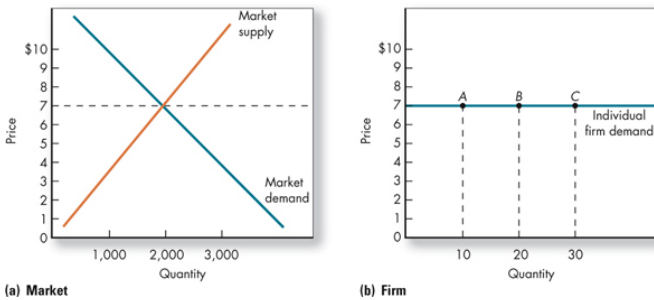 Market
supply
$10
9
8
7
6
5
4
3
2
1
0
Price
Market
demand
1,000 2,000 3,000
Quantity
(a) Market
$10
9
8
7
6
5
4
3
2
1
0
Price
A B C
Individual
firm demand
10 20 30
Quantity
(b) Firm